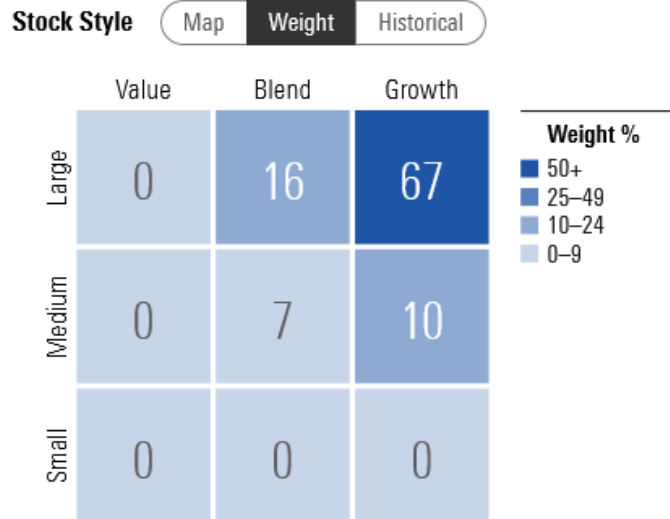 Stock Style Map Weight Historical
Value Blend Growth
Large 0 16 67
Medium 0 7 10
Small 0 0 0
Weight %
50+
25–49
10–24
0–9